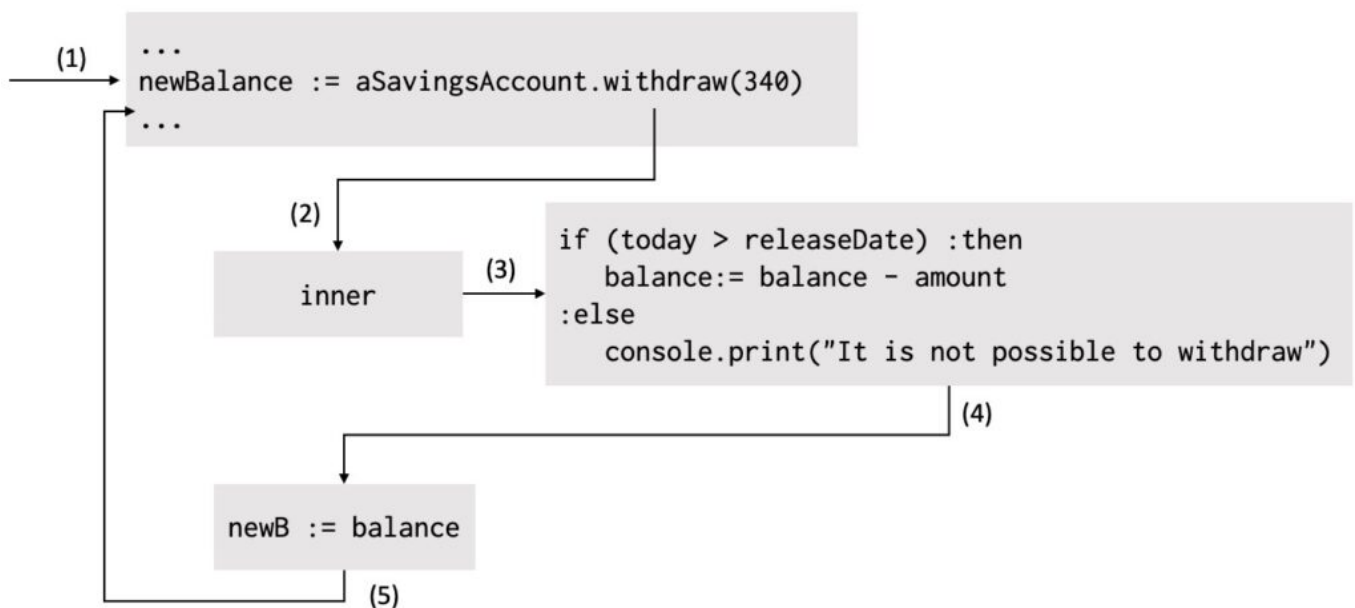 ...
(1)
newBalance := aSavingsAccount.withdraw(340)
...
(2)
inner
(3)
if (today > releaseDate) :then
balance:= balance - amount
:else
console.print("It is not possible to withdraw")
(4)
newB := balance
(5)